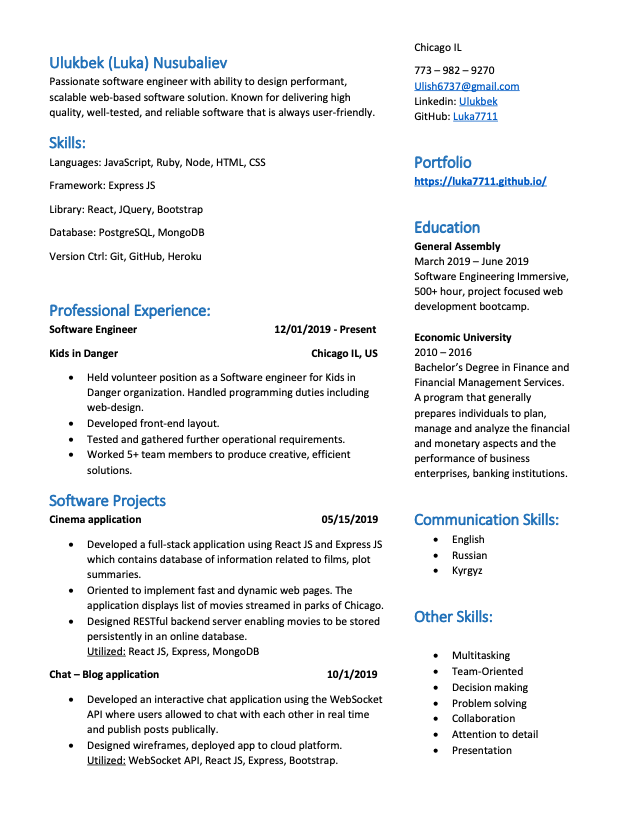 Ulukbek (Luka) Nusubaliev
Passionate software engineer with ability to design performant,
scalable web-based software solution. Known for delivering high
quality, well-tested, and reliable software that is always user-friendly.
Skills:
Languages: JavaScript, Ruby, Node, HTML, CSS
Framework: Express JS
Library: React, JQuery, Bootstrap
Database: PostgreSQL, MongoDB
Version Ctrl: Git, GitHub, Heroku
Professional Experience:
Software Engineer 12/01/2019 - Present
Kids in Danger Chicago IL, US
• Held volunteer position as a Software engineer for Kids in
Danger organization. Handled programming duties including
web-design.
• Developed front-end layout.
• Tested and gathered further operational requirements.
• Worked 5+ team members to produce creative, efficient
solutions.
Software Projects
Cinema application 05/15/2019
• Developed a full-stack application using React JS and Express JS
which contains database of information related to films, plot
summaries.
• Oriented to implement fast and dynamic web pages. The
application displays list of movies streamed in parks of Chicago.
• Designed RESTful backend server enabling movies to be stored
persistently in an online database.
Utilized: React JS, Express, MongoDB
Chat – Blog application 10/1/2019
• Developed an interactive chat application using the WebSocket
API where users allowed to chat with each other in real time
and publish posts publically.
• Designed wireframes, deployed app to cloud platform.
Utilized: WebSocket API, React JS, Express, Bootstrap.
Chicago IL
773 – 982 – 9270
Ulish6737@gmail.com
Linkedin: Ulukbek
GitHub: Luka7711
Portfolio
https://luka7711.github.io/
Education
General Assembly
March 2019 – June 2019
Software Engineering Immersive,
500+ hour, project focused web
development bootcamp.
Economic University
2010 – 2016
Bachelor's Degree in Finance and
Financial Management Services.
A program that generally
prepares individuals to plan,
manage and analyze the financial
and monetary aspects and the
performance of business
enterprises, banking institutions.
Communication Skills:
• English
• Russian
• Kyrgyz
Other Skills:
• Multitasking
• Team-Oriented
• Decision making
• Problem solving
• Collaboration
• Attention to detail
• Presentation